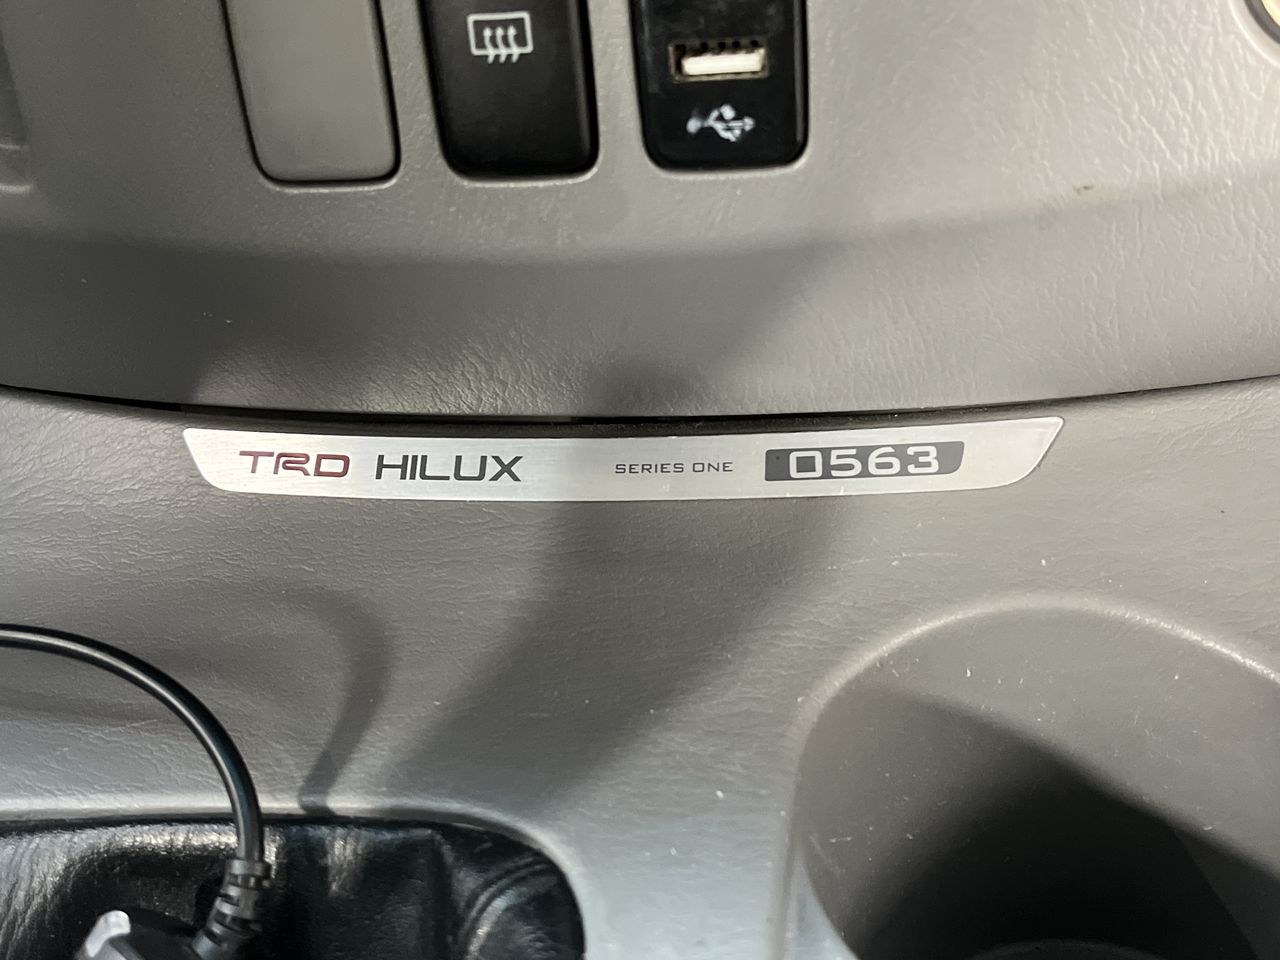 TRD HILUX SERIES ONE 0563